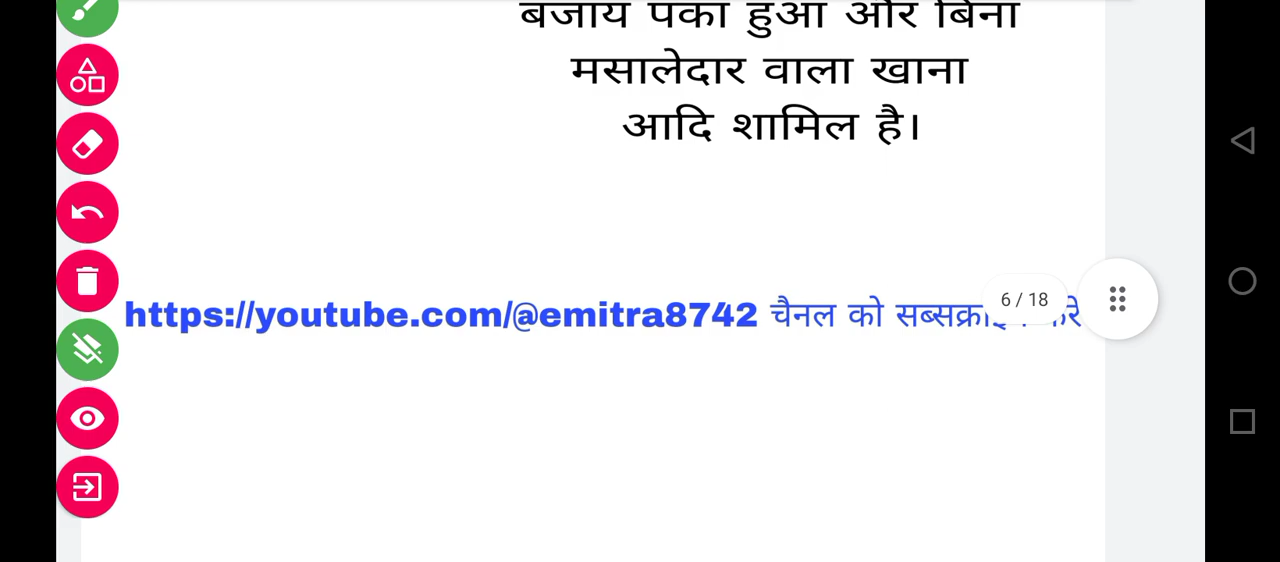 बजाय पका हुआ और बिना
मसालेदार वाला खाना
आदि शामिल है।
https://youtube.com/@emitra8742 चैनल को
6 / 18